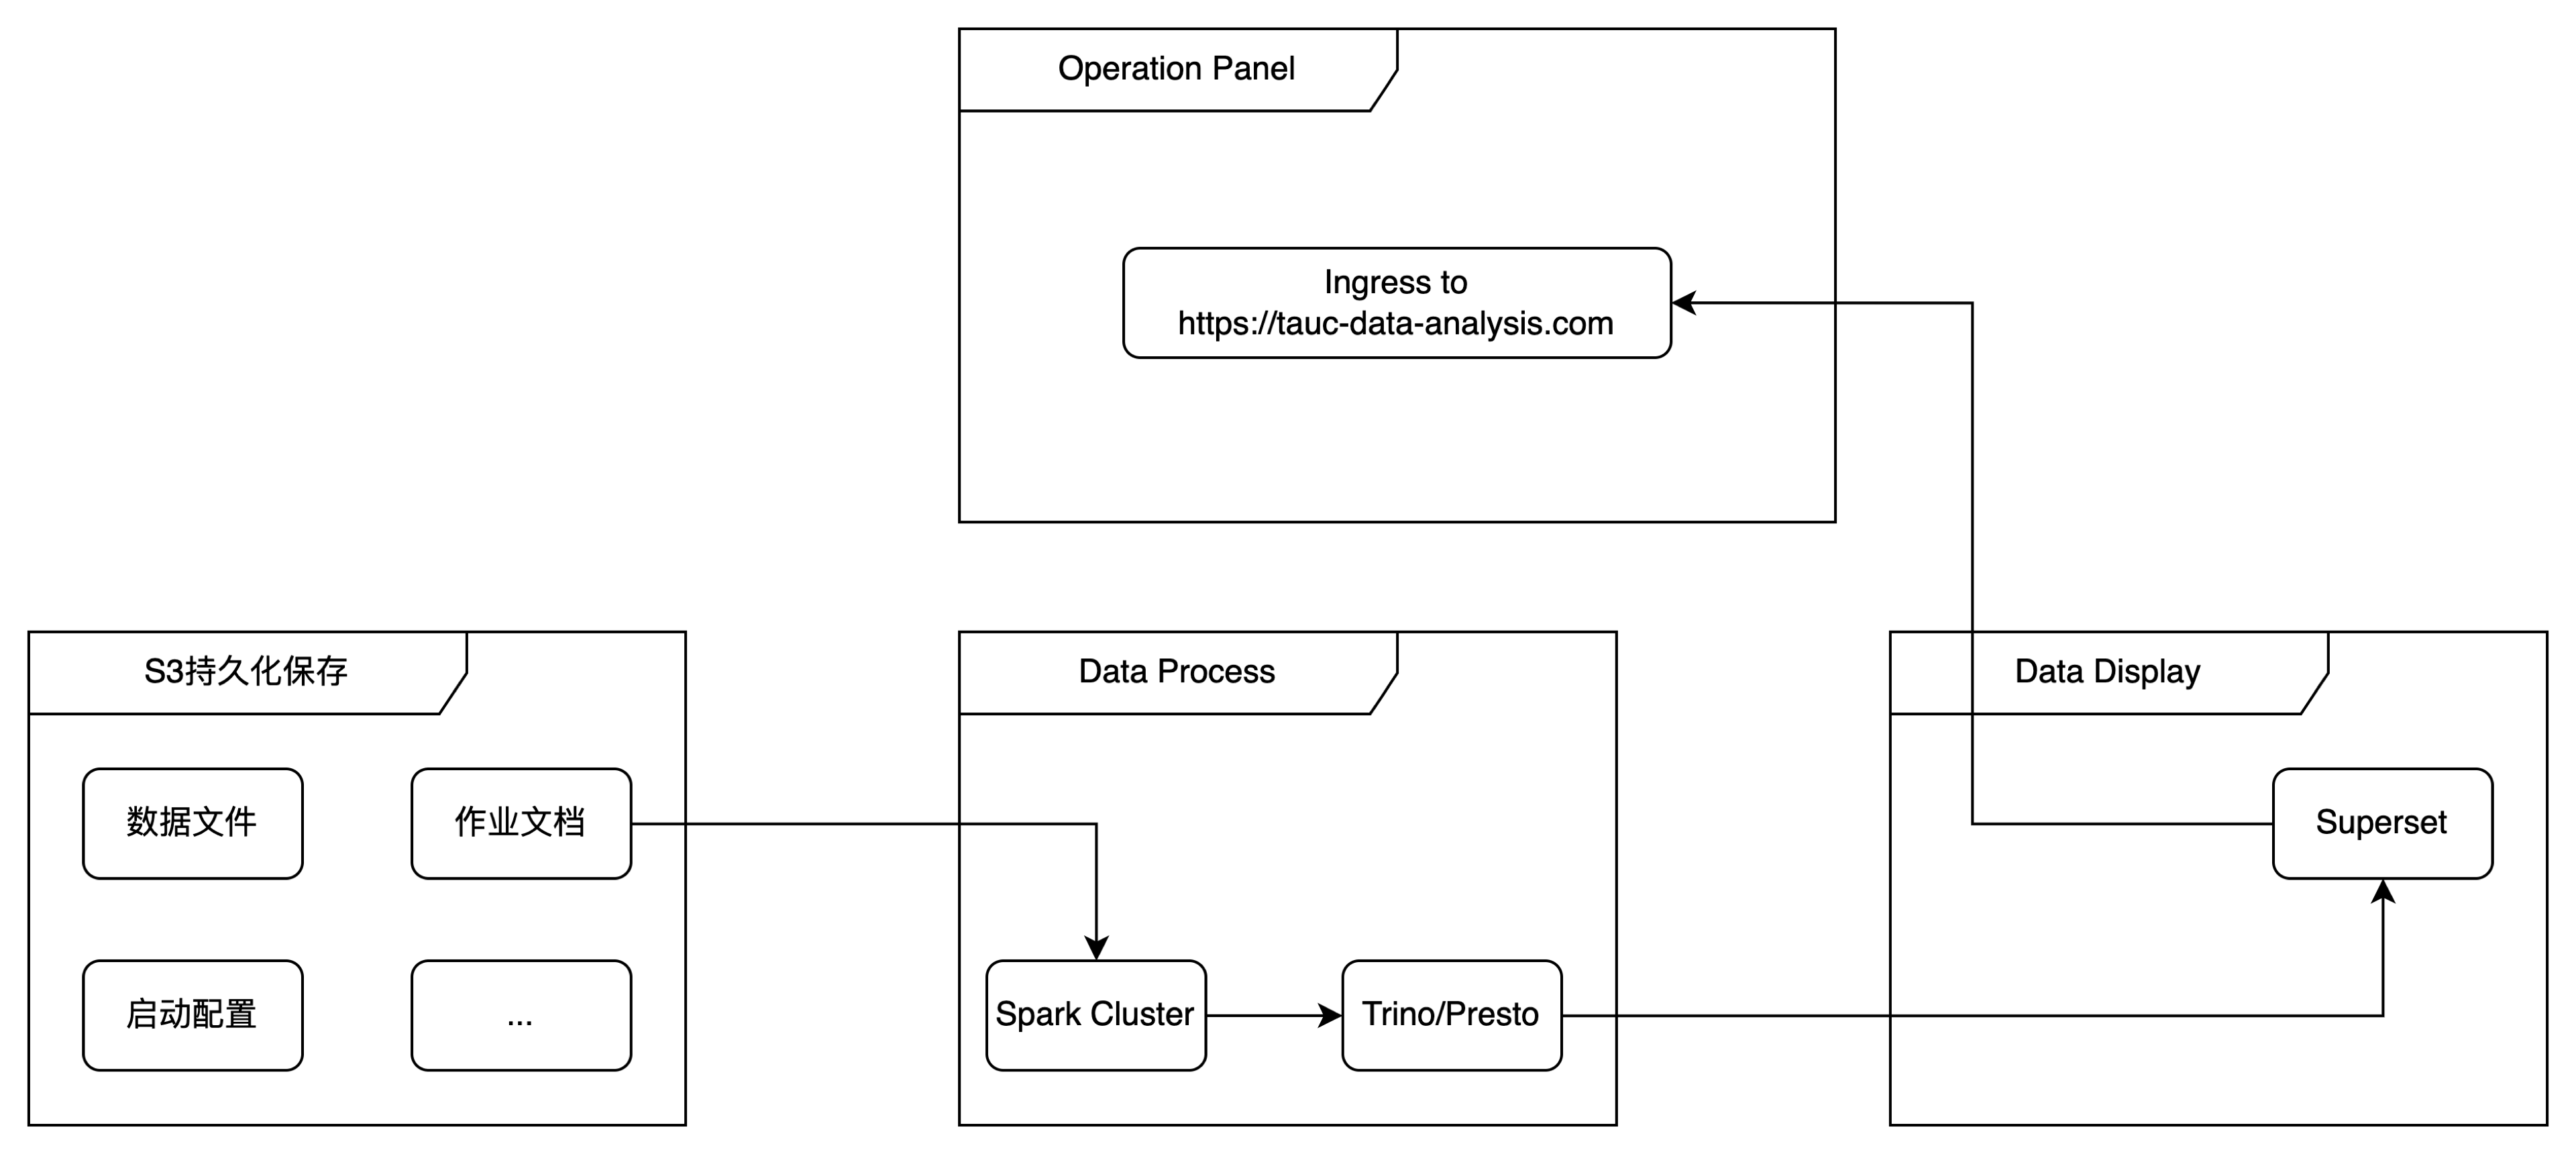 Operation Panel
Ingress to
https://tauc-data-analysis.com
S3持久化保存
数据文件
作业文档
启动配置
...
Data Process
Spark Cluster
Trino/Presto
Data Display
Superset